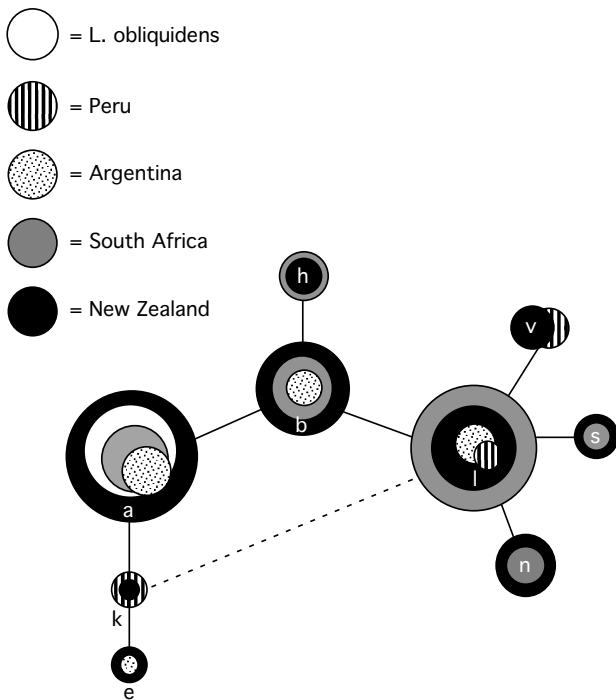 = L. obliquidens
= Peru
= Argentina
= South Africa
= New Zealand
h
v
b
s
l
a
n
k
e